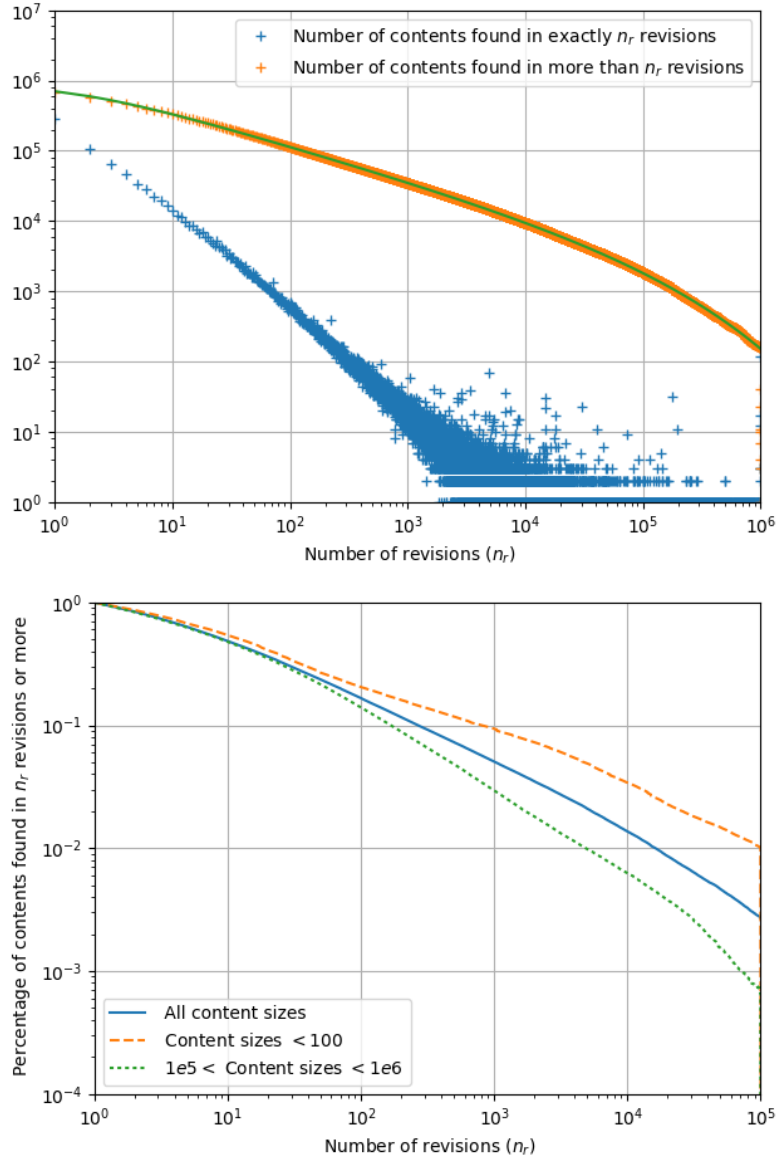 10^7
Number of contents found in exactly n_r revisions
Number of contents found in more than n_r revisions
10^6
10^5
10^4
10^3
10^2
10^1
10^0
10^0 10^1 10^2 10^3 10^4 10^5 10^6
Number of revisions (n_r)
10^0
10^-1
10^-2
10^-3
10^-4
Percentage of contents found in n_r revisions or more
All content sizes
Content sizes < 100
1e5 < Content sizes < 1e6
10^0 10^1 10^2 10^3 10^4 10^5
Number of revisions (n_r)